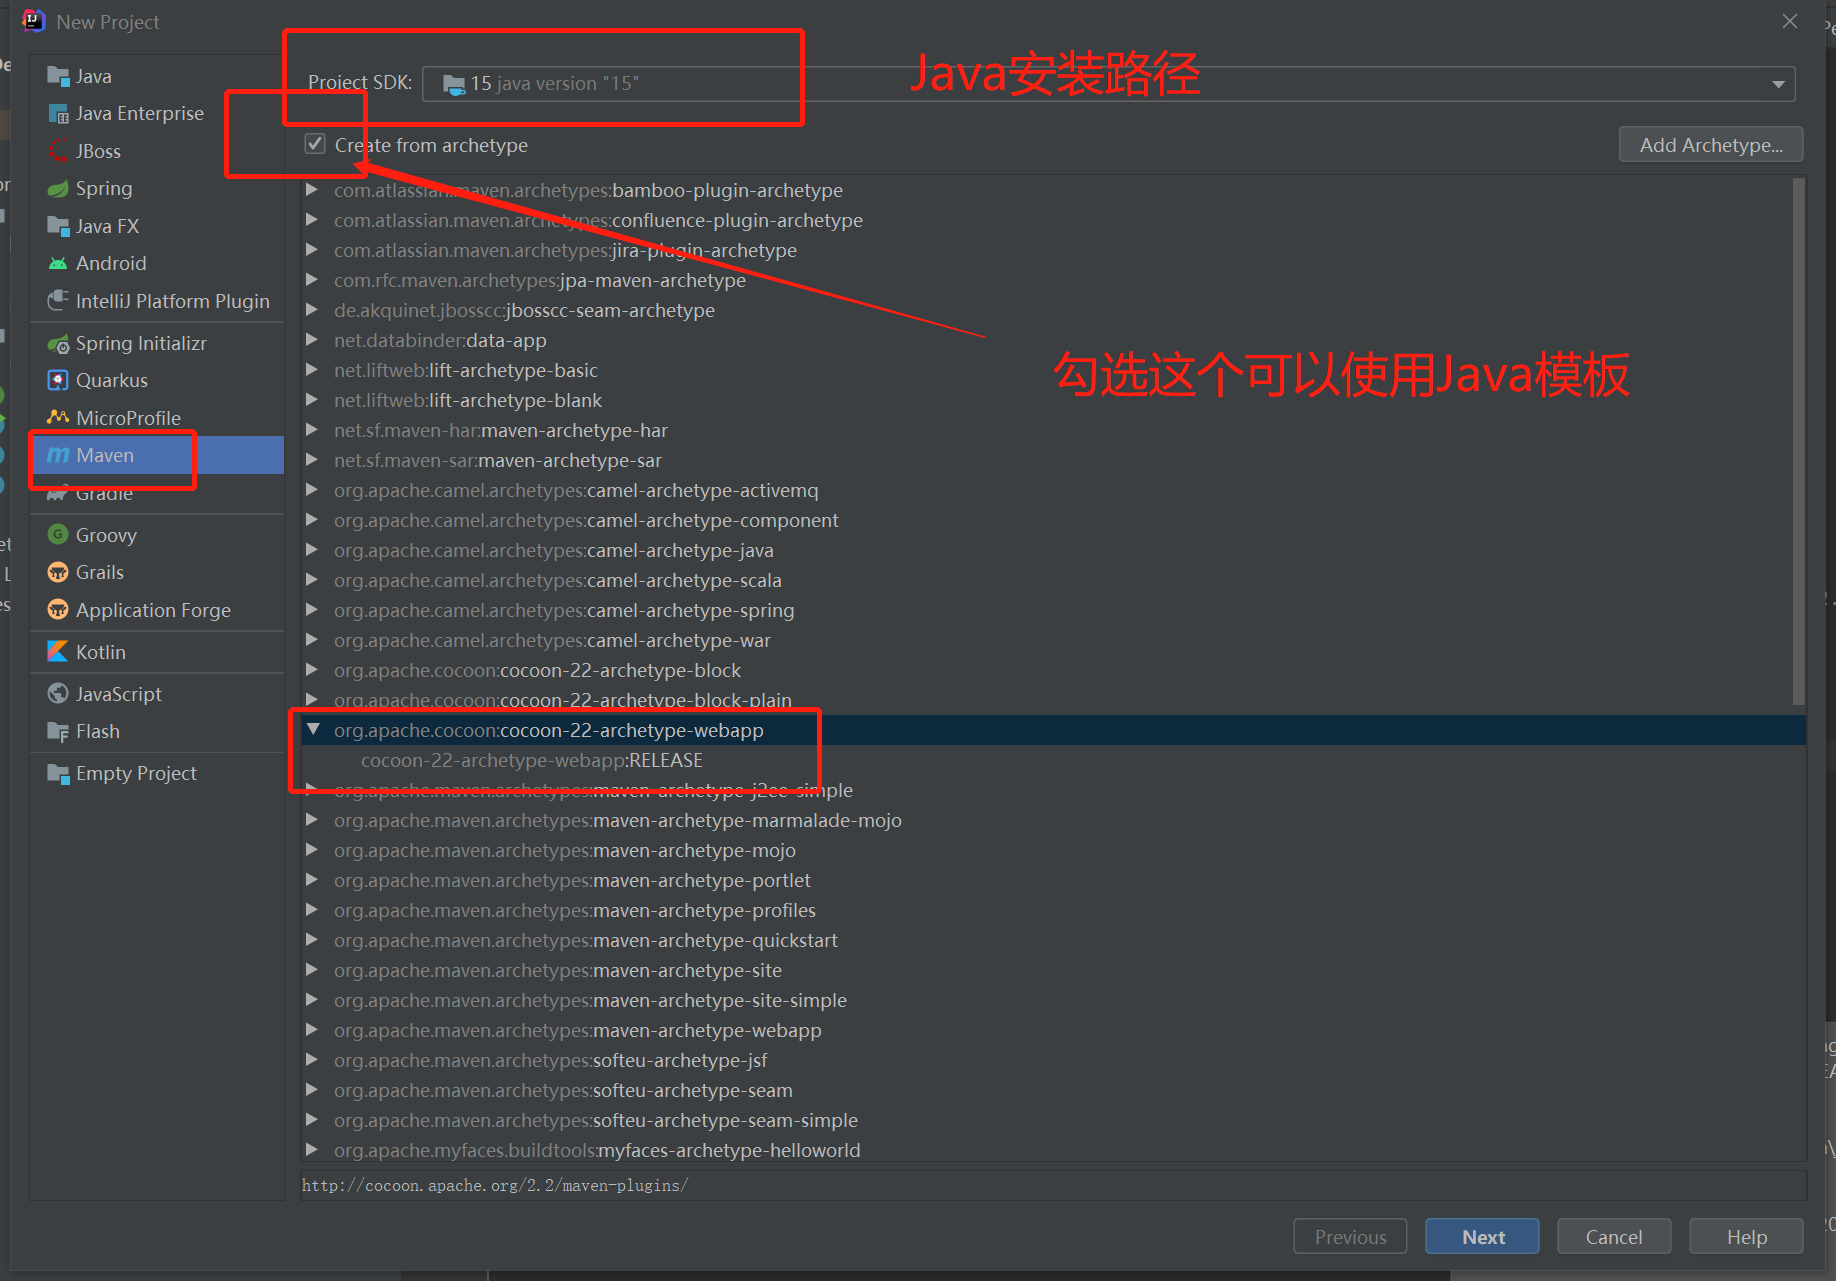 New Project
Java
Java Enterprise
JBoss
Spring
Java FX
Android
IntelliJ Platform Plugin
Spring Initializr
Quarkus
MicroProfile
Maven
Gradle
Groovy
Grails
Application Forge
Kotlin
JavaScript
Flash
Empty Project
Project SDK: 15 java version "15"
Java安装路径
Create from archetype
Add Archetype...
com.atlassian.maven.archetypes:bamboo-plugin-archetype
com.atlassian.maven.archetypes:confluence-plugin-archetype
com.atlassian.maven.archetypes:jira-plugin-archetype
com.rfc.maven.archetypes:jpa-maven-archetype
de.akquinet.jbosscc:jbosscc-seam-archetype
net.databinder:data-app
net.liftweb:lift-archetype-basic
勾选这个可以使用Java模板
net.liftweb:lift-archetype-blank
net.sf.maven-har:maven-archetype-har
net.sf.maven-sar:maven-archetype-sar
org.apache.camel.archetypes:camel-archetype-activemq
org.apache.camel.archetypes:camel-archetype-component
org.apache.camel.archetypes:camel-archetype-java
org.apache.camel.archetypes:camel-archetype-scala
org.apache.camel.archetypes:camel-archetype-spring
org.apache.camel.archetypes:camel-archetype-war
org.apache.cocoon:cocoon-22-archetype-block
org.apache.cocoon:cocoon-22-archetype-block-plain
org.apache.cocoon:cocoon-22-archetype-webapp
cocoon-22-archetype-webapp:RELEASE
org.apache.maven.archetypes:maven-archetype-j2ee-simple
org.apache.maven.archetypes:maven-archetype-marmalade-mojo
org.apache.maven.archetypes:maven-archetype-mojo
org.apache.maven.archetypes:maven-archetype-portlet
org.apache.maven.archetypes:maven-archetype-profiles
org.apache.maven.archetypes:maven-archetype-quickstart
org.apache.maven.archetypes:maven-archetype-site
org.apache.maven.archetypes:maven-archetype-site-simple
org.apache.maven.archetypes:maven-archetype-webapp
org.apache.maven.archetypes:softeu-archetype-jsf
org.apache.maven.archetypes:softeu-archetype-seam
org.apache.maven.archetypes:softeu-archetype-seam-simple
org.apache.myfaces.buildtools:myfaces-archetype-helloworld
http://cocoon.apache.org/2.2/maven-plugins/
Previous
Next
Cancel
Help